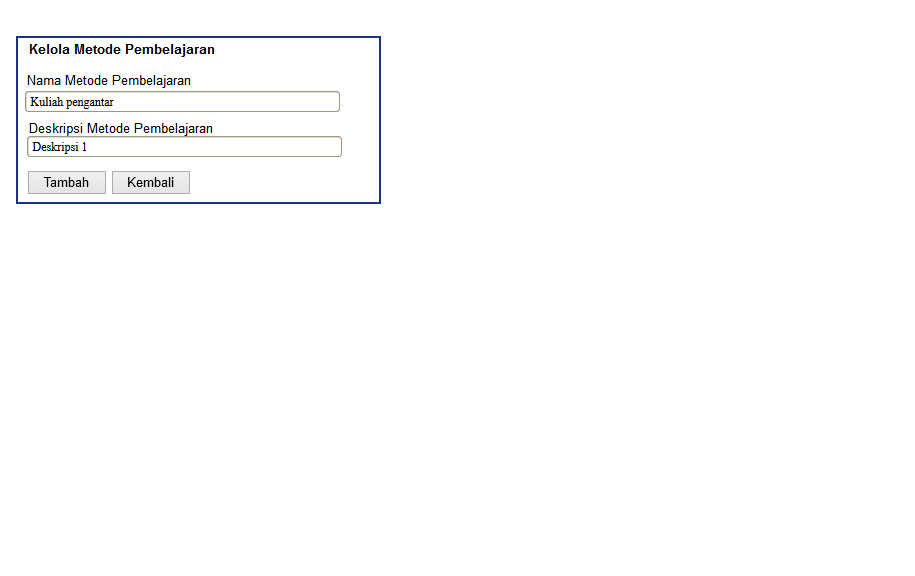 Kelola Metode Pembelajaran
Nama Metode Pembelajaran
Kuliah pengantar
Deskripsi Metode Pembelajaran
Deskripsi 1
Tambah Kembali